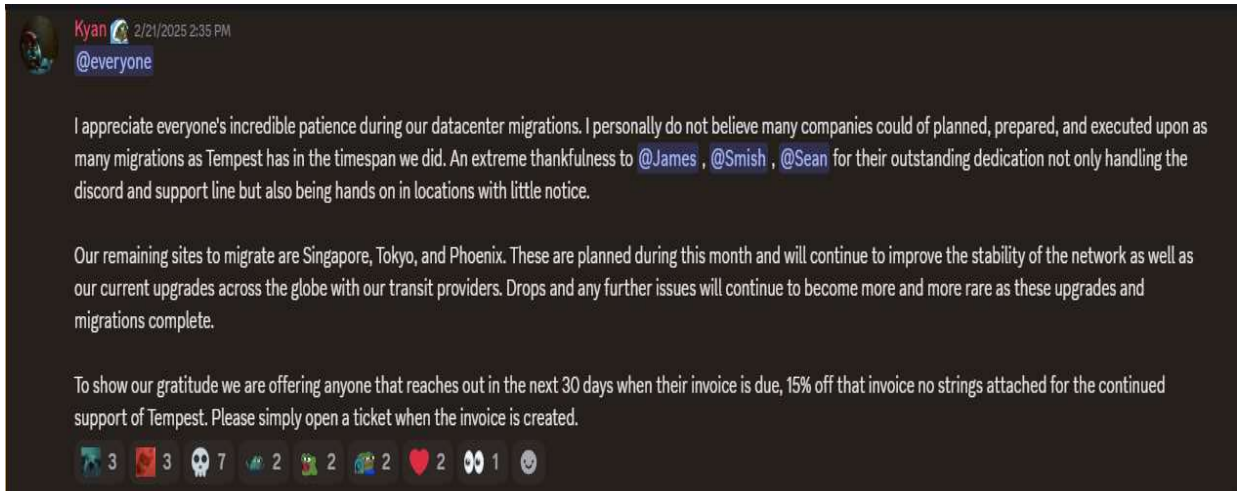 Kyan 2/21/2025 2:35 PM
@everyone
I appreciate everyone's incredible patience during our datacenter migrations. I personally do not believe many companies could of planned, prepared, and executed upon as
many migrations as Tempest has in the timespan we did. An extreme thankfulness to @James , @Smish , @Sean for their outstanding dedication not only handling the
discord and support line but also being hands on in locations with little notice.
Our remaining sites to migrate are Singapore, Tokyo, and Phoenix. These are planned during this month and will continue to improve the stability of the network as well as
our current upgrades across the globe with our transit providers. Drops and any further issues will continue to become more and more rare as these upgrades and
migrations complete.
To show our gratitude we are offering anyone that reaches out in the next 30 days when their invoice is due, 15% off that invoice no strings attached for the continued
support of Tempest. Please simply open a ticket when the invoice is created.
3 3 7 2 2 2 2 1